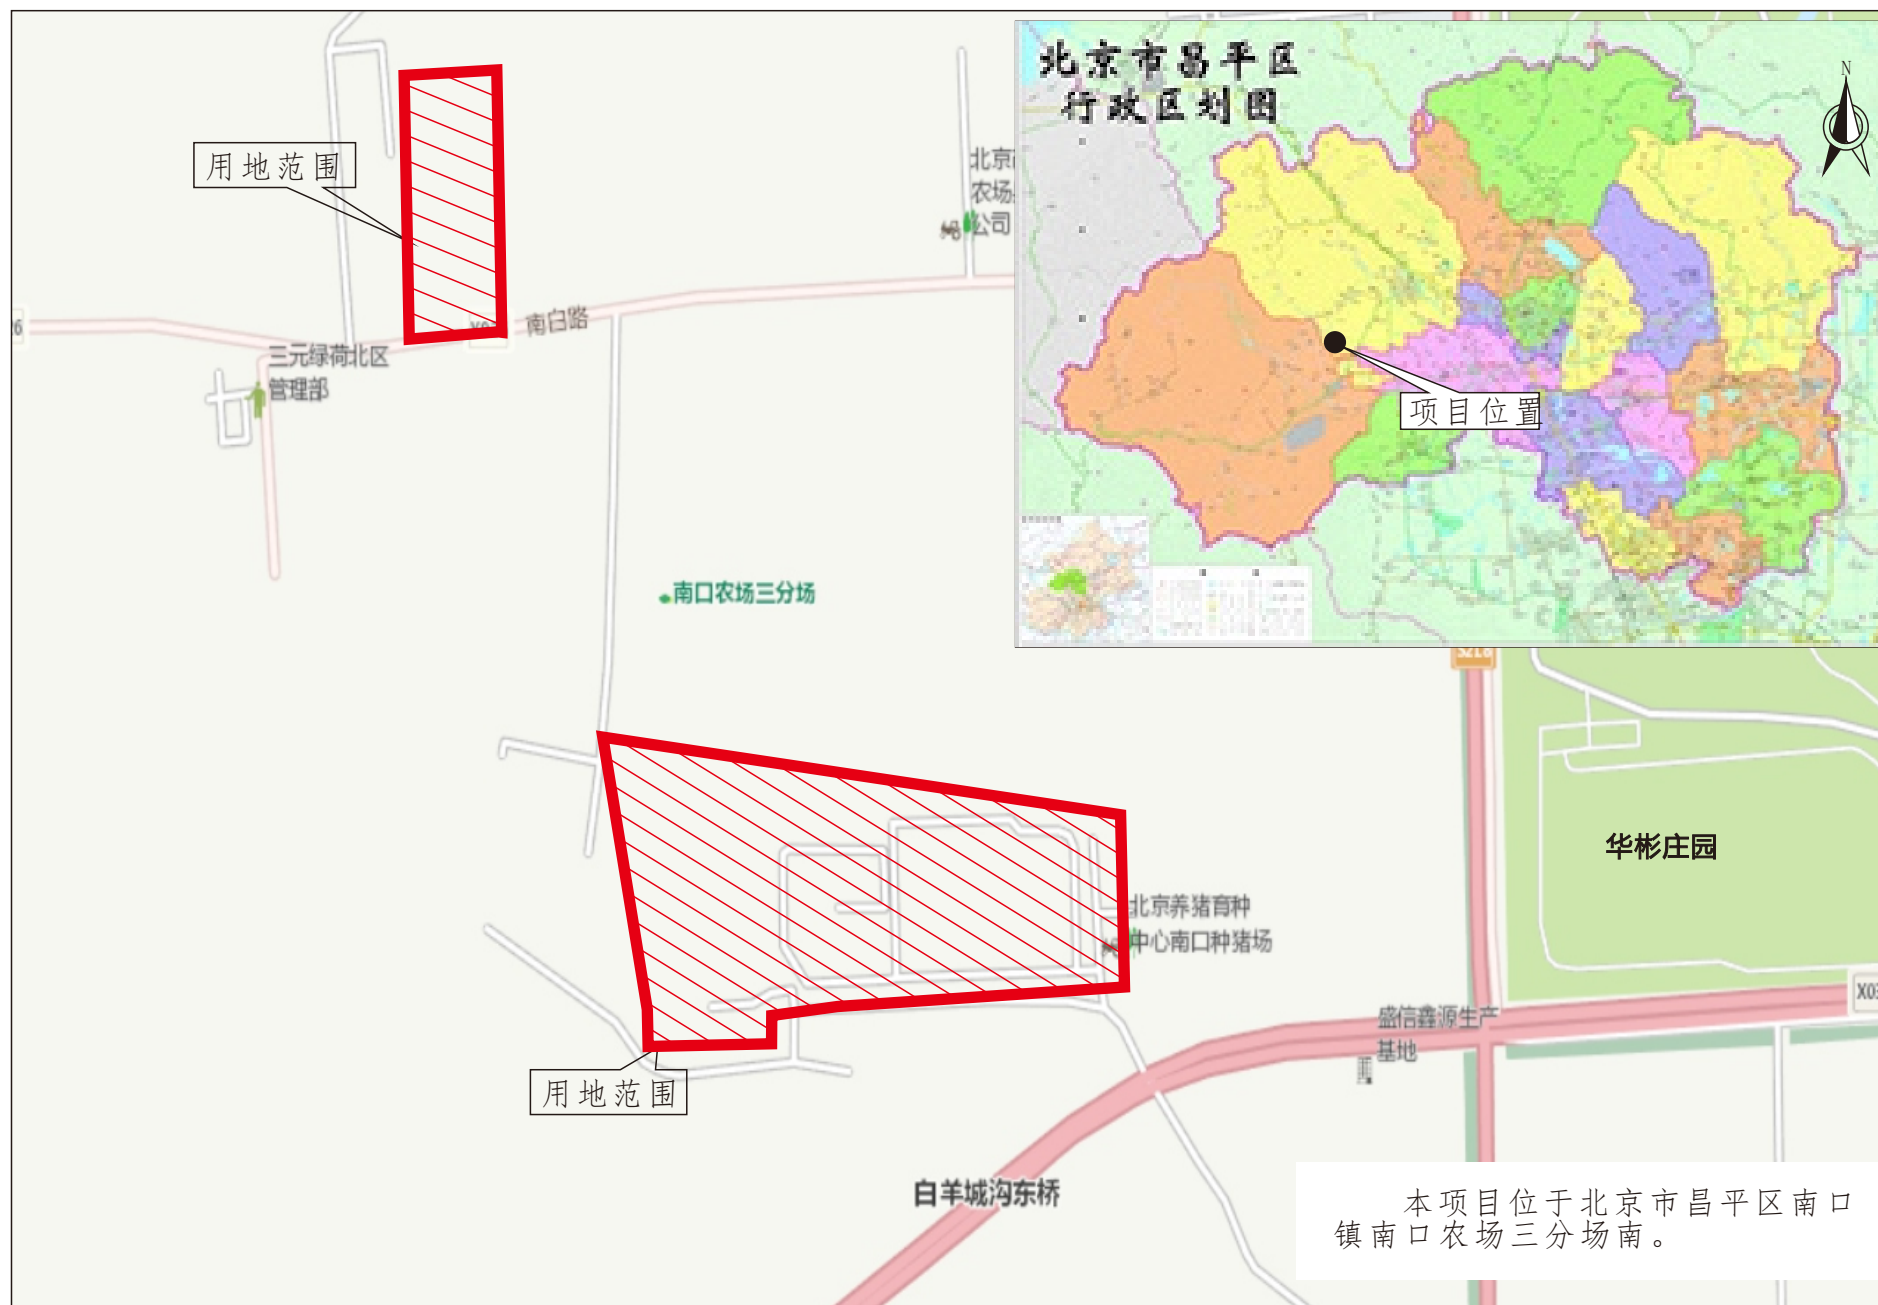 北京市昌平区
行政区划图
N
用地范围
北京
农场
公司
南白路
三元绿荷北区
管理部
项目位置
南口农场三分场
S218
华彬庄园
北京养猪育种
中心南口种猪场
X03
盛信鑫源生产
基地
用地范围
白羊城沟东桥
本项目位于北京市昌平区南口
镇南口农场三分场南。